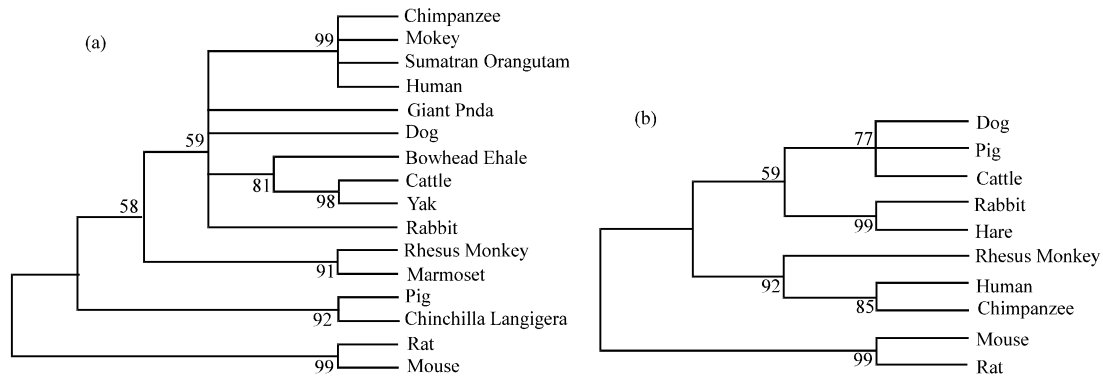 (a)
99
Chimpanzee
Mokey
Sumatran Orangutam
Human
Giant Pnda
59
Dog
Bowhead Ehale
81
Cattle
98
Yak
58
Rabbit
Rhesus Monkey
91
Marmoset
Pig
92
Chinchilla Langigera
Rat
99
Mouse
(b)
Dog
77
Pig
59
Cattle
Rabbit
99
Hare
Rhesus Monkey
92
Human
85
Chimpanzee
Mouse
99
Rat